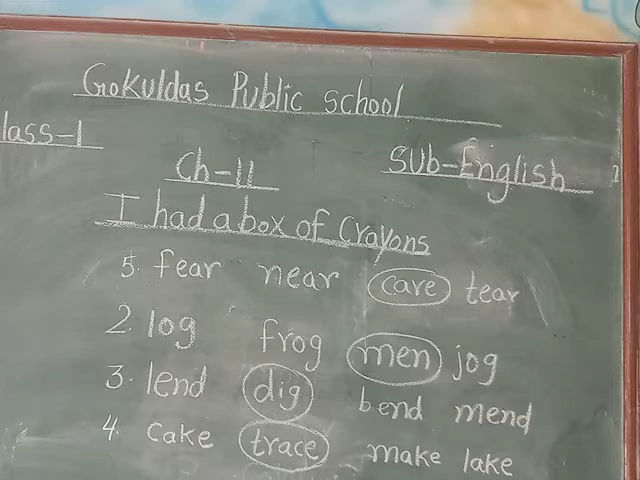 Gokuldas Public school
lass-1
Ch-11
Sub-English
I had a box of Crayons
5. fear near care tear
2. log frog men jog
3. lend dig bend mend
4. cake trace make lake